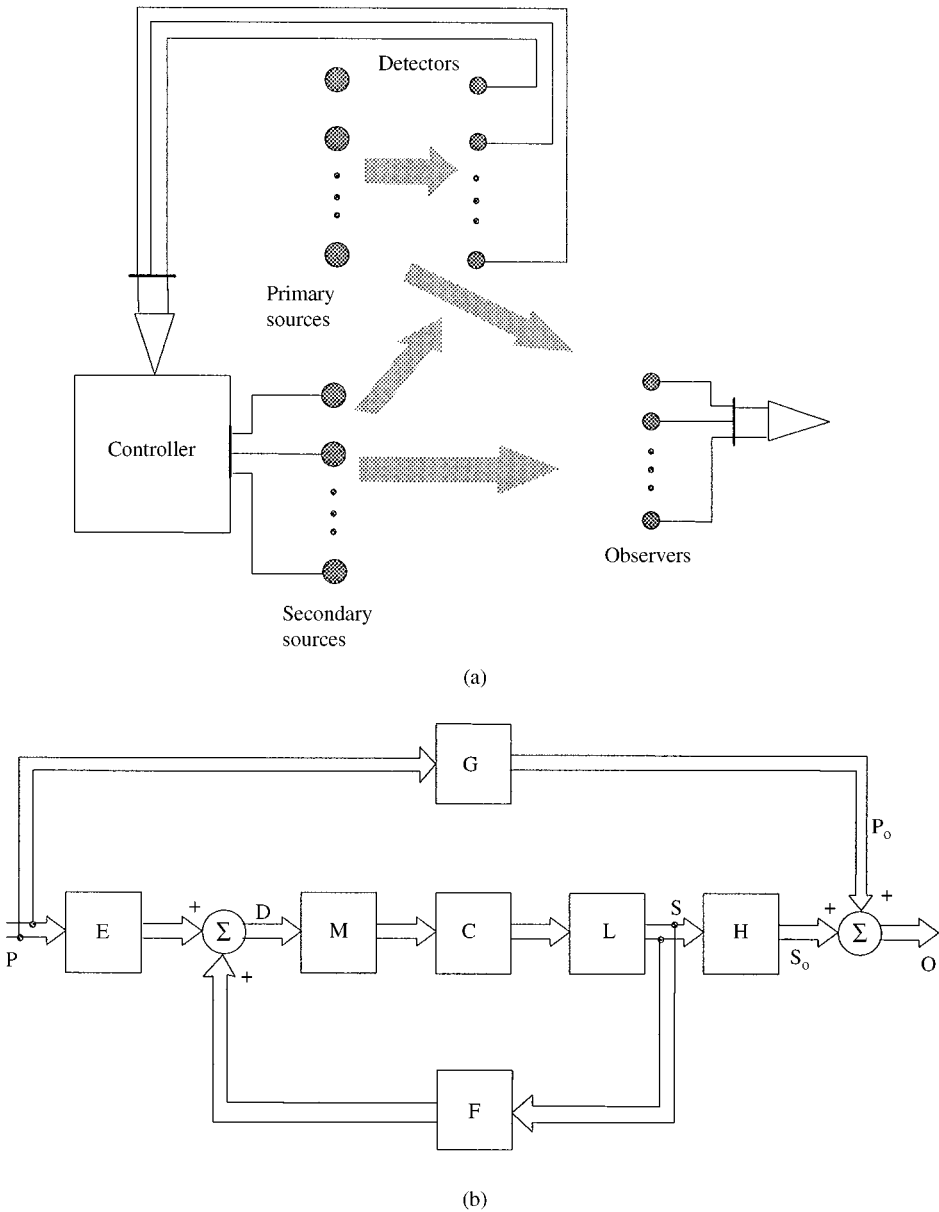 Detectors
Primary
sources
Controller
Observers
Secondary
sources
(a)
G
P₀
+
+
+
P
E
Σ
D
M
C
L
S
H
S₀
Σ
O
+
F
(b)